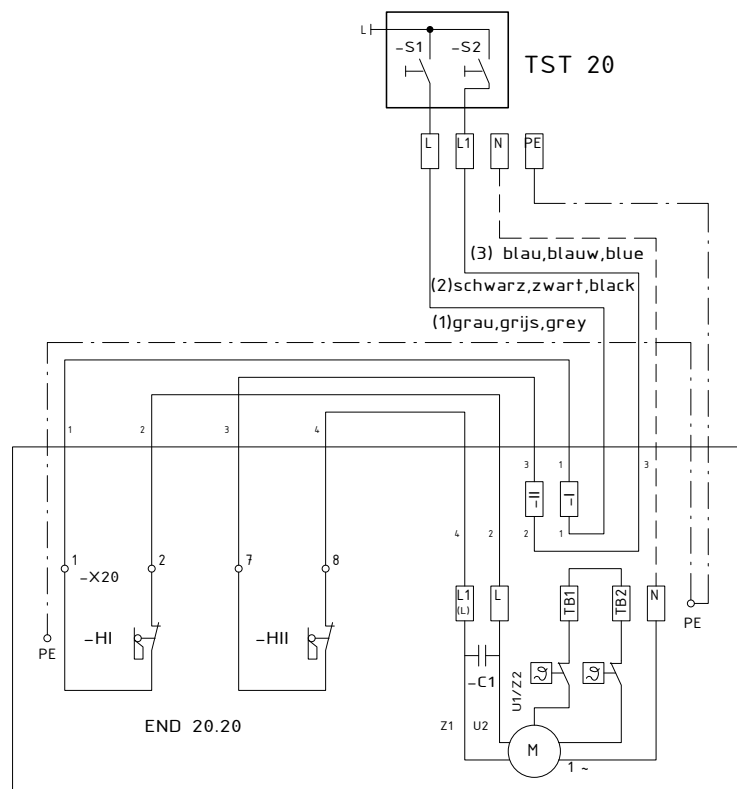 L
-S1
-S2
TST 20
L
L1
N
PE
(3) blau,blauw,blue
(2)schwarz,zwart,black
(1)grau,grijs,grey
1
2
3
4
3
1
3
-II
-I
4
2
2
1
1
-X20
2
7
8
L1
(L)
L
TB1
TB2
N
PE
PE
-HI
-HII
-C1
U1/Z2
ϑ
ϑ
END 20.20
Z1
U2
M
1 ~